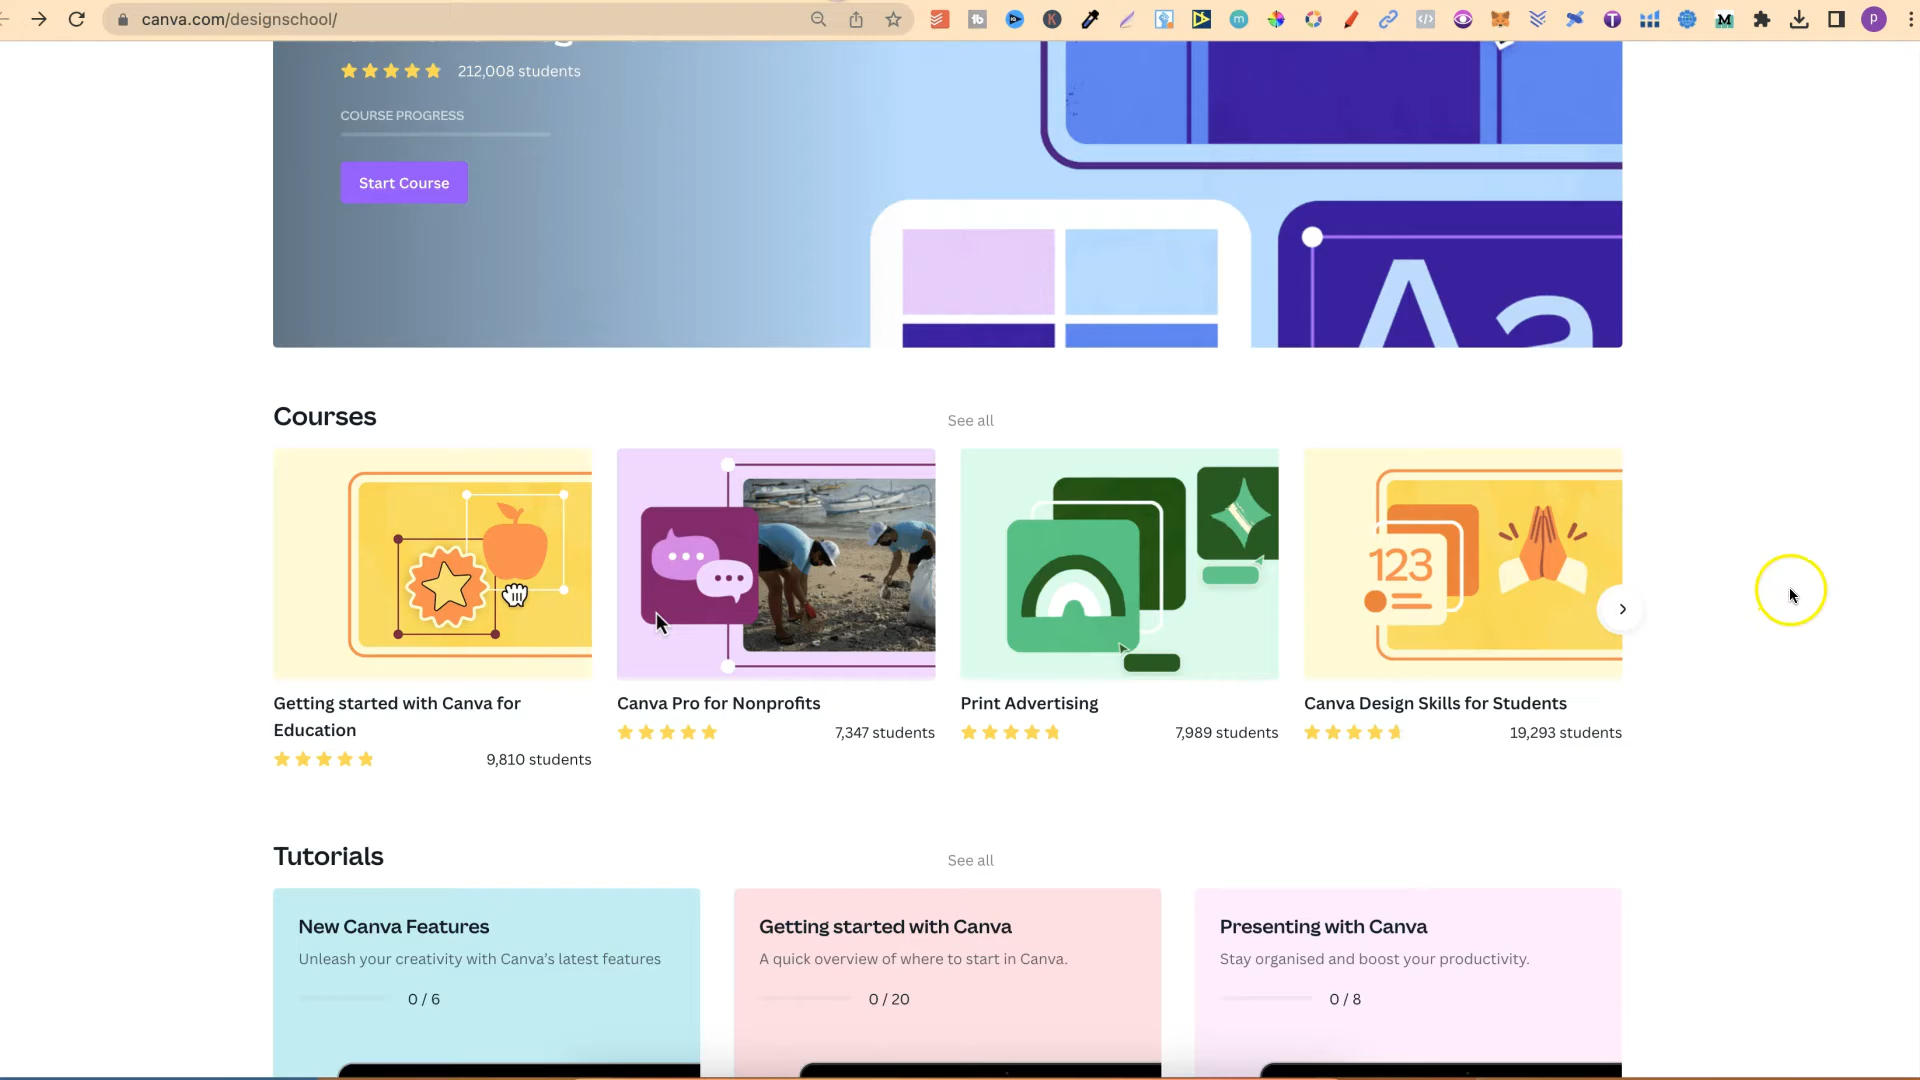 canva.com/designschool/
212,008 students
COURSE PROGRESS
Start Course
Aa
Courses
See all
123
Getting started with Canva for
Education
9,810 students
Canva Pro for Nonprofits
7,347 students
Print Advertising
7,989 students
Canva Design Skills for Students
19,293 students
Tutorials
See all
New Canva Features
Unleash your creativity with Canva's latest features
0 / 6
Getting started with Canva
A quick overview of where to start in Canva.
0 / 20
Presenting with Canva
Stay organised and boost your productivity.
0 / 8